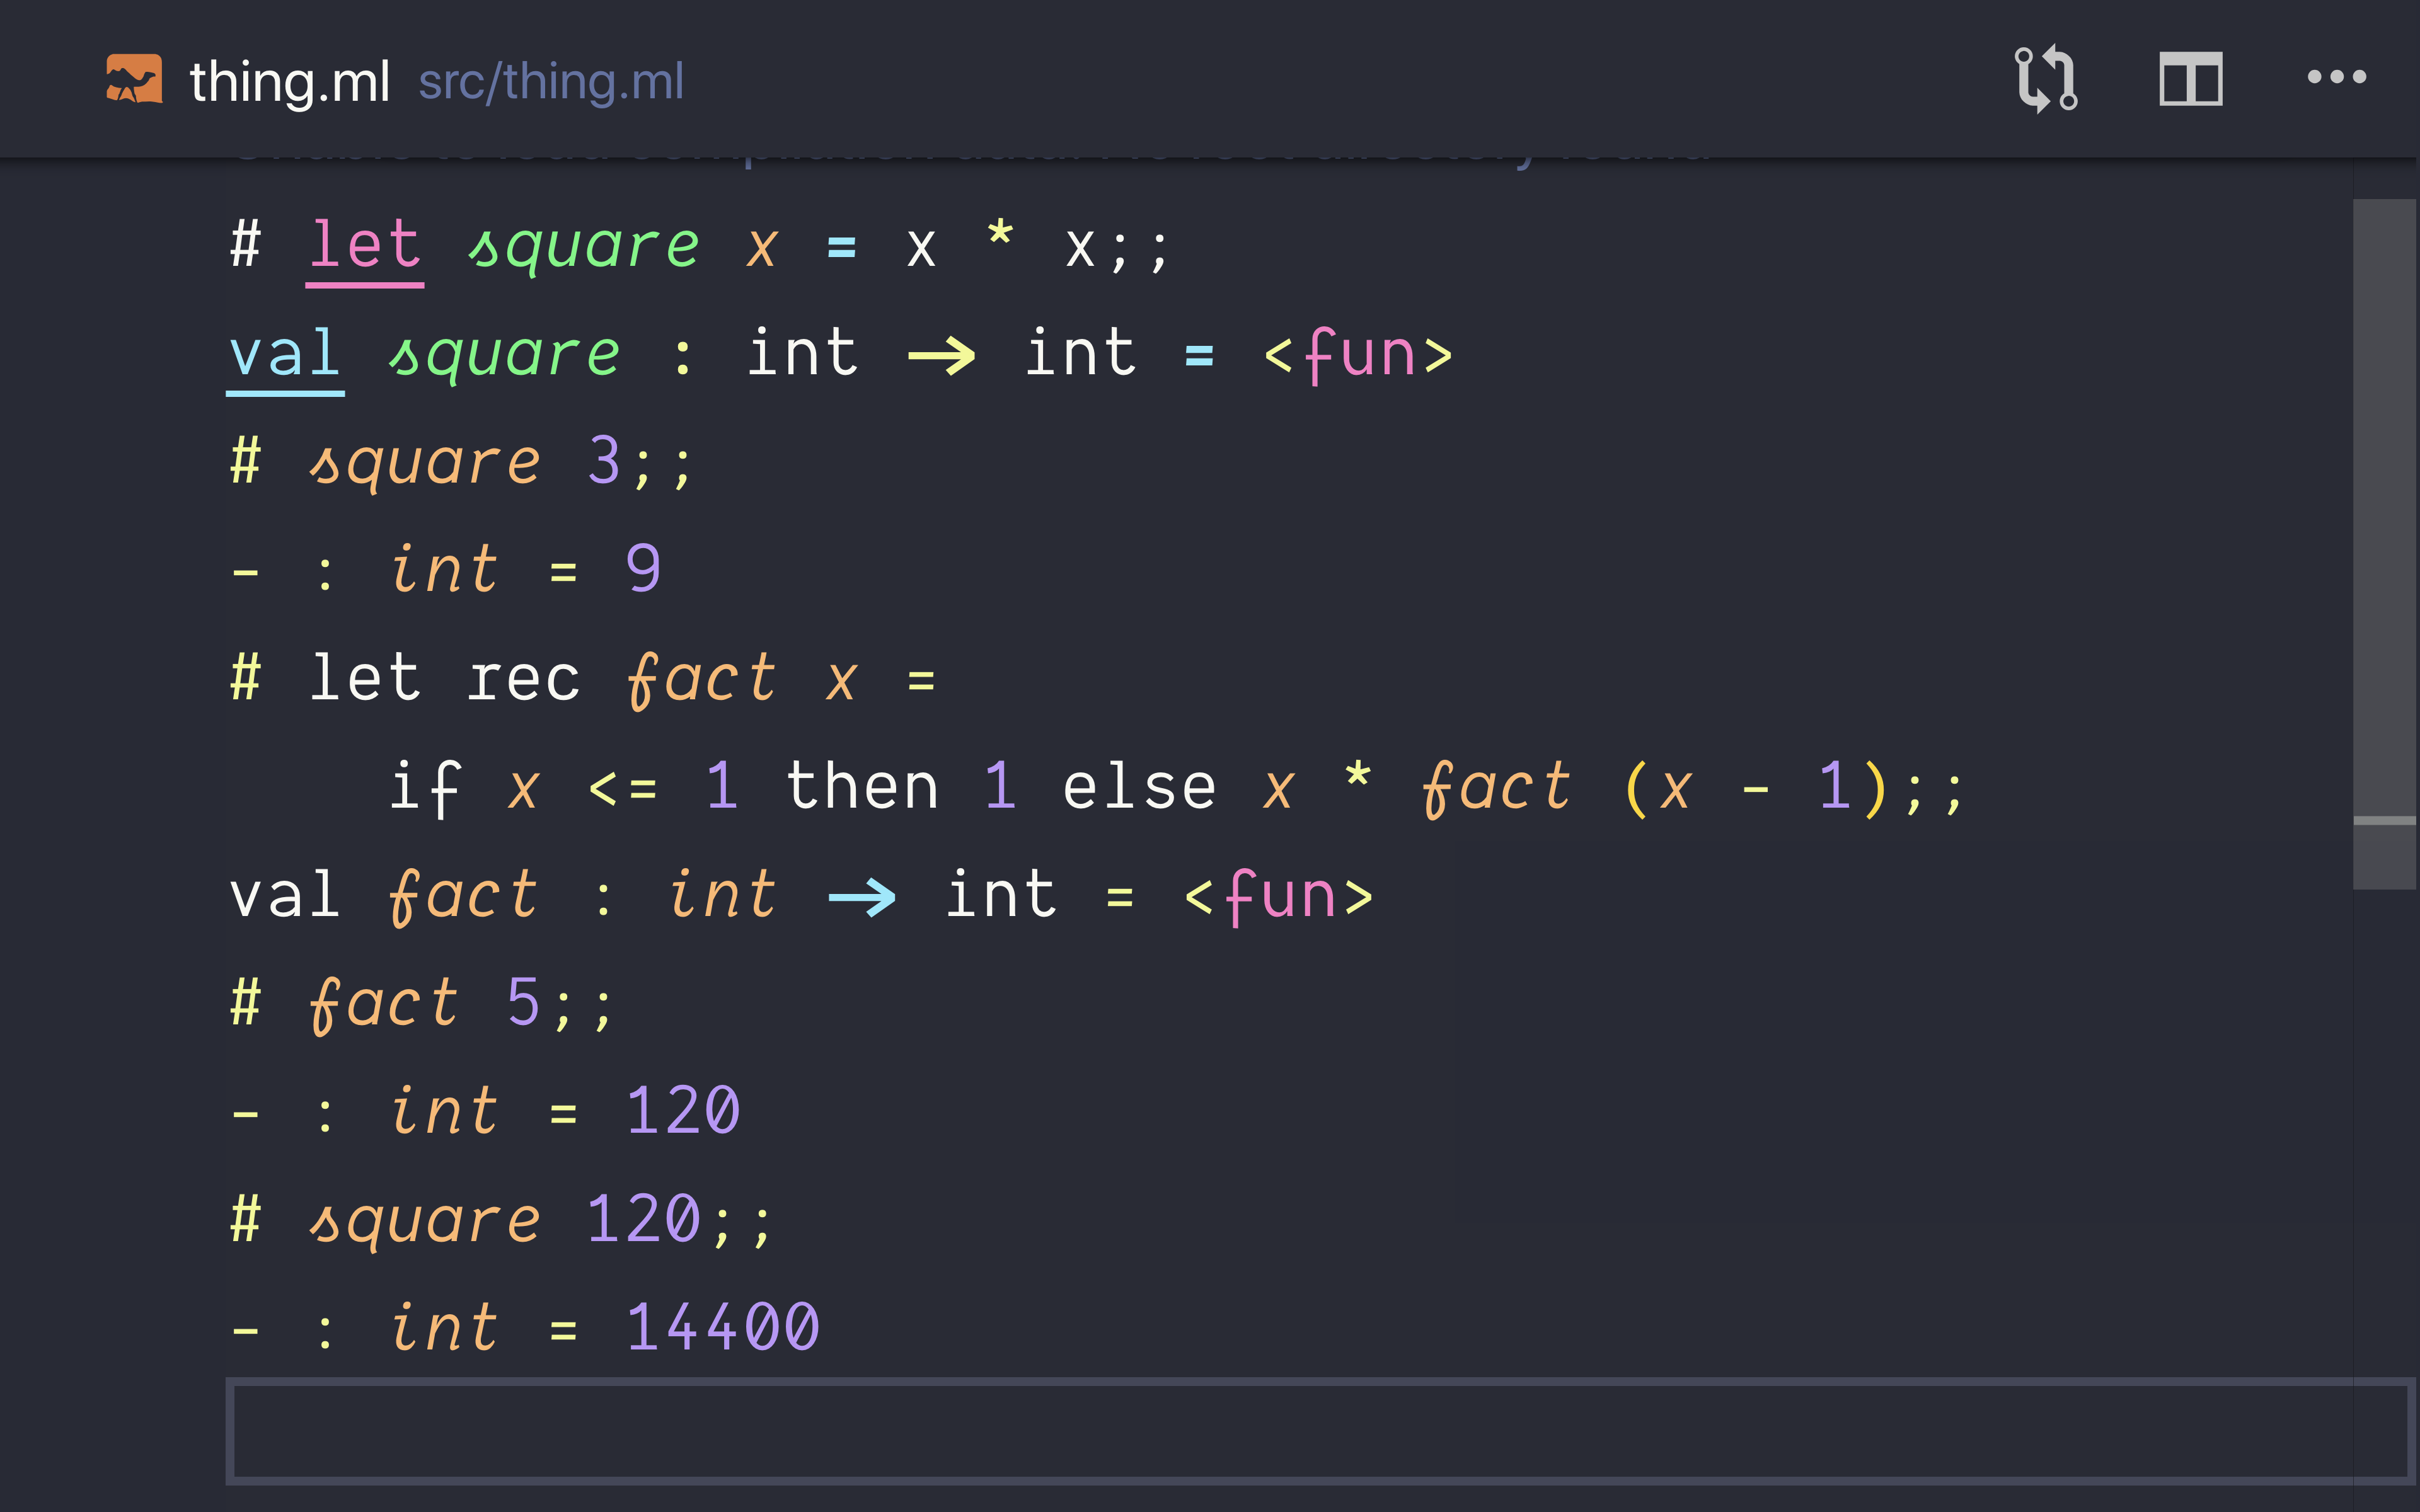 thing.ml src/thing.ml
# let square x = x * x;;
val square : int -> int = <fun>
# square 3;;
- : int = 9
# let rec fact x =
    if x <= 1 then 1 else x * fact (x - 1);;
val fact : int -> int = <fun>
# fact 5;;
- : int = 120
# square 120;;
- : int = 14400